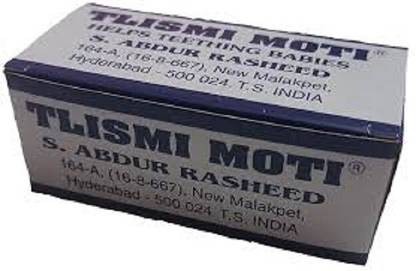 TLISMI MOTI®
HELPS TEETHING BABIES
S. ABDUR RASHEED
164-A, (16-8-667), New Malakpet,
Hyderabad - 500 024, T.S. INDIA
TLISMI MOTI®
S. ABDUR RASHEED
164-A, (16-8-667), New Malakpet,
Hyderabad - 500 024, T.S. INDIA